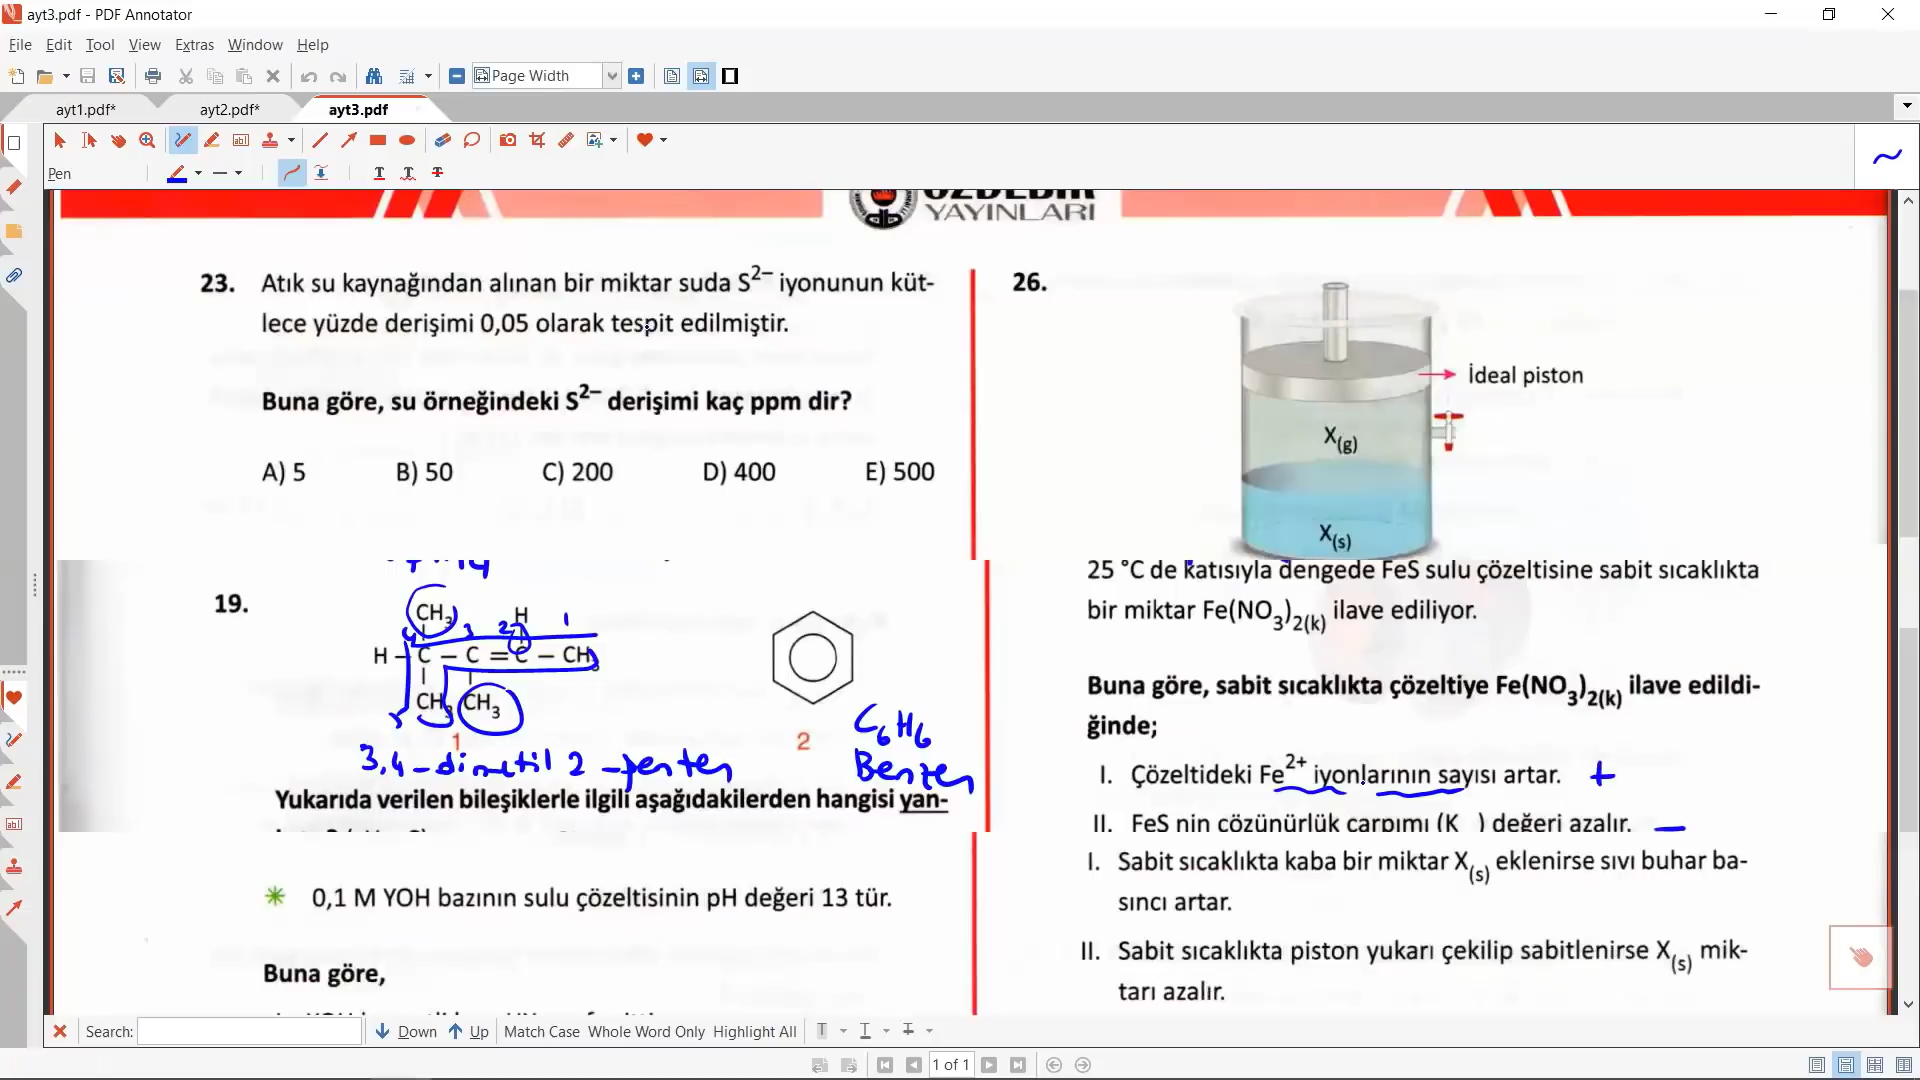 ayt3.pdf - PDF Annotator
File Edit Tool View Extras Window Help
Page Width
ayt1.pdf* ayt2.pdf* ayt3.pdf
Pen
YAYINLARI
23. Atık su kaynağından alınan bir miktar suda S2– iyonunun küt-
lece yüzde derişimi 0,05 olarak tespit edilmiştir.
Buna göre, su örneğindeki S2– derişimi kaç ppm dir?
A) 5 B) 50 C) 200 D) 400 E) 500
19.
CH3 H
4 3 2 1
H – C – C = C – CH3
CH3 CH3
5
1
3,4-dimetil 2-penten
2
C6H6
Benzen
Yukarıda verilen bileşiklerle ilgili aşağıdakilerden hangisi yan-
0,1 M YOH bazının sulu çözeltisinin pH değeri 13 tür.
Buna göre,
26.
İdeal piston
X(g)
X(s)
25 °C de katısıyla dengede FeS sulu çözeltisine sabit sıcaklıkta
bir miktar Fe(NO3)2(k) ilave ediliyor.
Buna göre, sabit sıcaklıkta çözeltiye Fe(NO3)2(k) ilave edildi-
ğinde;
I. Çözeltideki Fe2+ iyonlarının sayısı artar. +
II. FeS nin çözünürlük çarpımı (K ) değeri azalır. –
I. Sabit sıcaklıkta kaba bir miktar X(s) eklenirse sıvı buhar ba-
sıncı artar.
II. Sabit sıcaklıkta piston yukarı çekilip sabitlenirse X(s) mik-
tarı azalır.
Search: Down Up Match Case Whole Word Only Highlight All
1 of 1